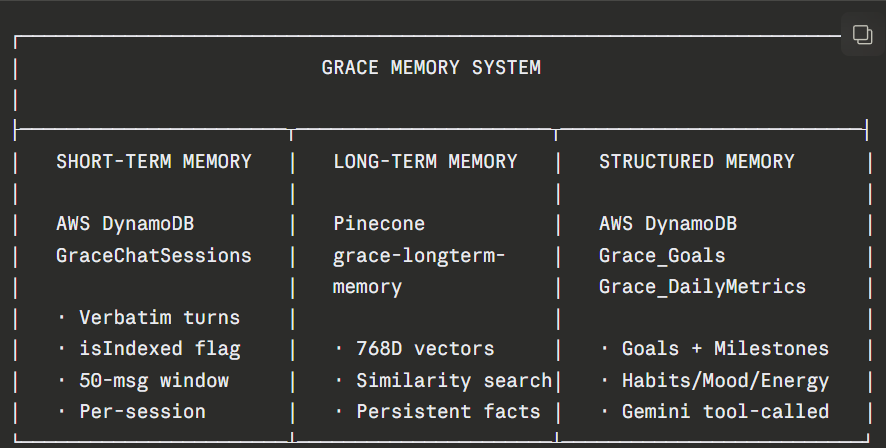 GRACE MEMORY SYSTEM
SHORT-TERM MEMORY LONG-TERM MEMORY STRUCTURED MEMORY
AWS DynamoDB Pinecone AWS DynamoDB
GraceChatSessions grace-longterm- Grace_Goals
memory Grace_DailyMetrics
· Verbatim turns
· isIndexed flag · 768D vectors · Goals + Milestones
· 50-msg window · Similarity search · Habits/Mood/Energy
· Per-session · Persistent facts · Gemini tool-called